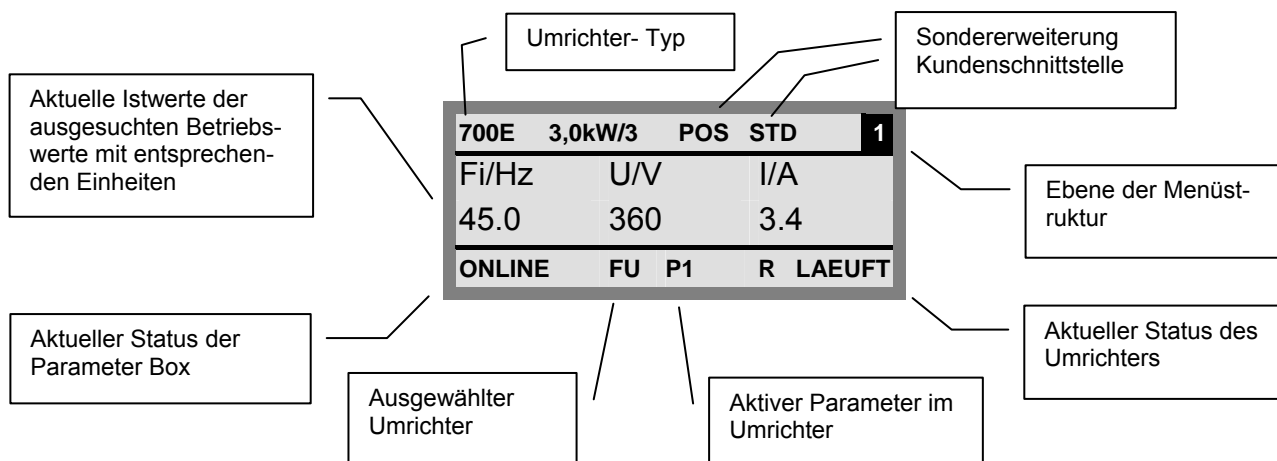 Umrichter- Typ
Sondererweiterung
Kundenschnittstelle
Aktuelle Istwerte der
ausgesuchten Betriebs-
werte mit entsprechen-
den Einheiten
700E 3,0kW/3 POS STD 1
Fi/Hz U/V I/A
45.0 360 3.4
ONLINE FU P1 R LAEUFT
Ebene der Menüst-
ruktur
Aktueller Status der
Parameter Box
Aktueller Status des
Umrichters
Ausgewählter
Umrichter
Aktiver Parameter im
Umrichter